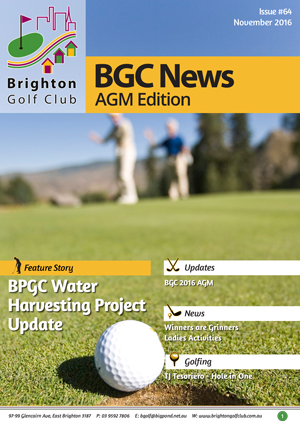 Issue #64
November 2016
Brighton
Golf Club
BGC News
AGM Edition
Feature Story
BPGC Water
Harvesting Project
Update
Updates
BGC 2016 AGM
News
Winners are Grinners
Ladies Activities
Golfing
TJ Tesoriero - Hole in One
97-99 Glencairn Ave, East Brighton 3187 P: 03 9592 7806 E: bgolf@bigpond.net.au W: www.brightongolfclub.com.au
1